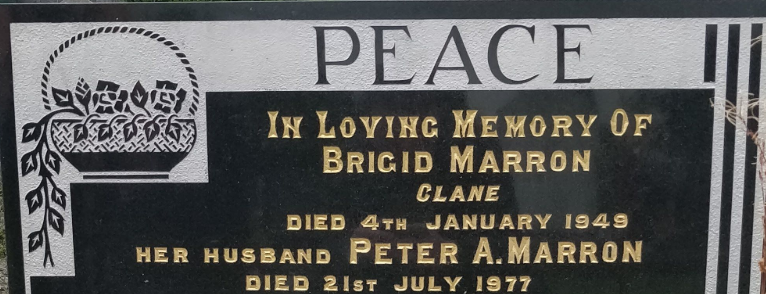 PEACE
IN LOVING MEMORY OF
BRIGID MARRON
CLANE
DIED 4TH JANUARY 1949
HER HUSBAND PETER A. MARRON
DIED 21ST JULY 1977